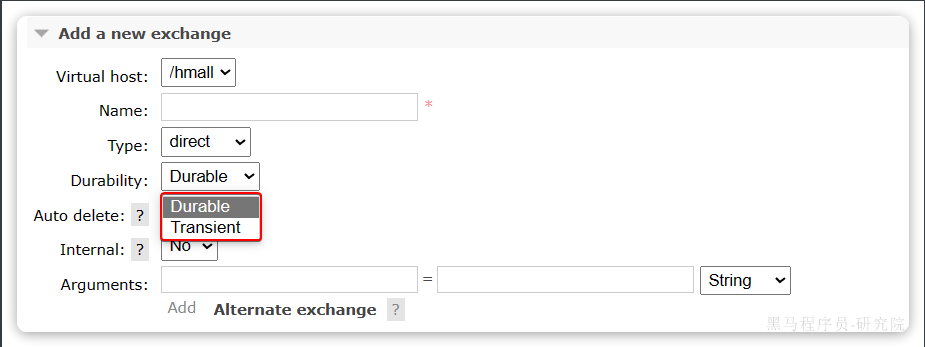 Add a new exchange
Virtual host: /hmall
Name: *
Type: direct
Durability: Durable
Durable
Auto delete: ?
Transient
Internal: ? No
Arguments: = String
Add Alternate exchange ?
黑马程序员-研究院